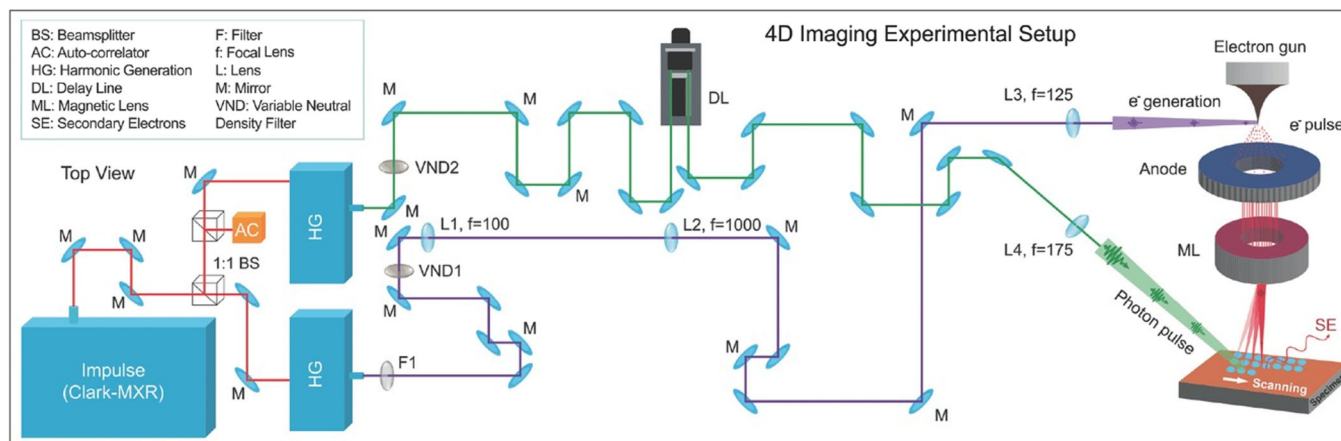 4D Imaging Experimental Setup
BS: Beamsplitter
AC: Auto-correlator
HG: Harmonic Generation
DL: Delay Line
ML: Magnetic Lens
SE: Secondary Electrons
F: Filter
f: Focal Lens
L: Lens
M: Mirror
VND: Variable Neutral
Density Filter
Top View
M
M
M
M
AC
1:1 BS
M
M
Impulse
(Clark-MXR)
HG
HG
F1
M
VND2
M
M
M
DL
M
L1, f=100
L2, f=1000
M
VND1
M
M
M
M
M
M
L3, f=125
L4, f=175
Electron gun
e⁻ generation
e⁻ pulse
Anode
ML
Photon pulse
SE
Scanning
Specimen